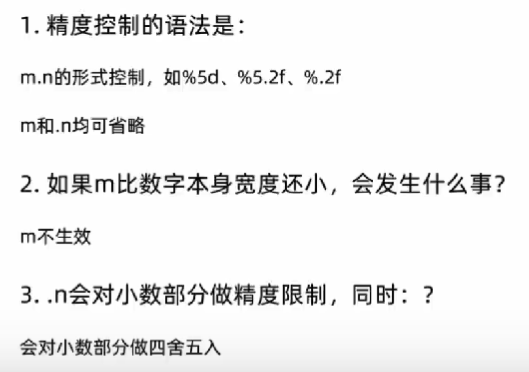 1. 精度控制的语法是：
m.n的形式控制，如%5d、%5.2f、%.2f
m和.n均可省略
2. 如果m比数字本身宽度还小，会发生什么事？
m不生效
3. .n会对小数部分做精度限制，同时：？
会对小数部分做四舍五入